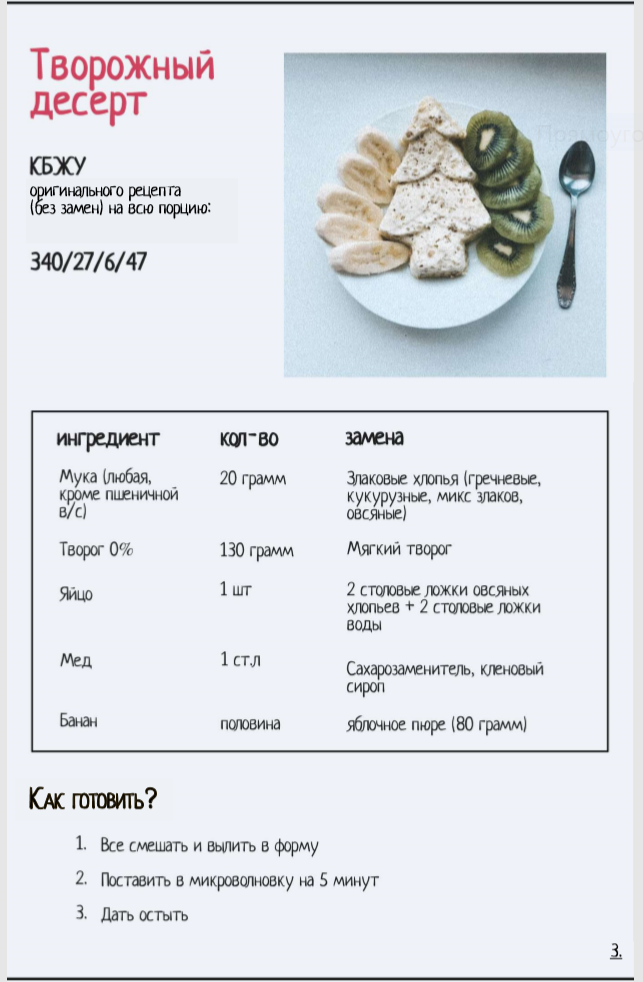 Творожный
десерт
КБЖУ
оригинального рецепта
(без замен) на всю порцию:
340/27/6/47
ингредиент кол-во замена
Мука (любая, 20 грамм Злаковые хлопья (гречневые,
кроме пшеничной кукурузные, микс злаков,
в/с) овсяные)
Творог 0% 130 грамм Мягкий творог
Яйцо 1 шт 2 столовые ложки овсяных
хлопьев + 2 столовые ложки
воды
Мед 1 ст.л Сахарозаменитель, кленовый
сироп
Банан половина яблочное пюре (80 грамм)
Как готовить?
1. Все смешать и вылить в форму
2. Поставить в микроволновку на 5 минут
3. Дать остыть
3.